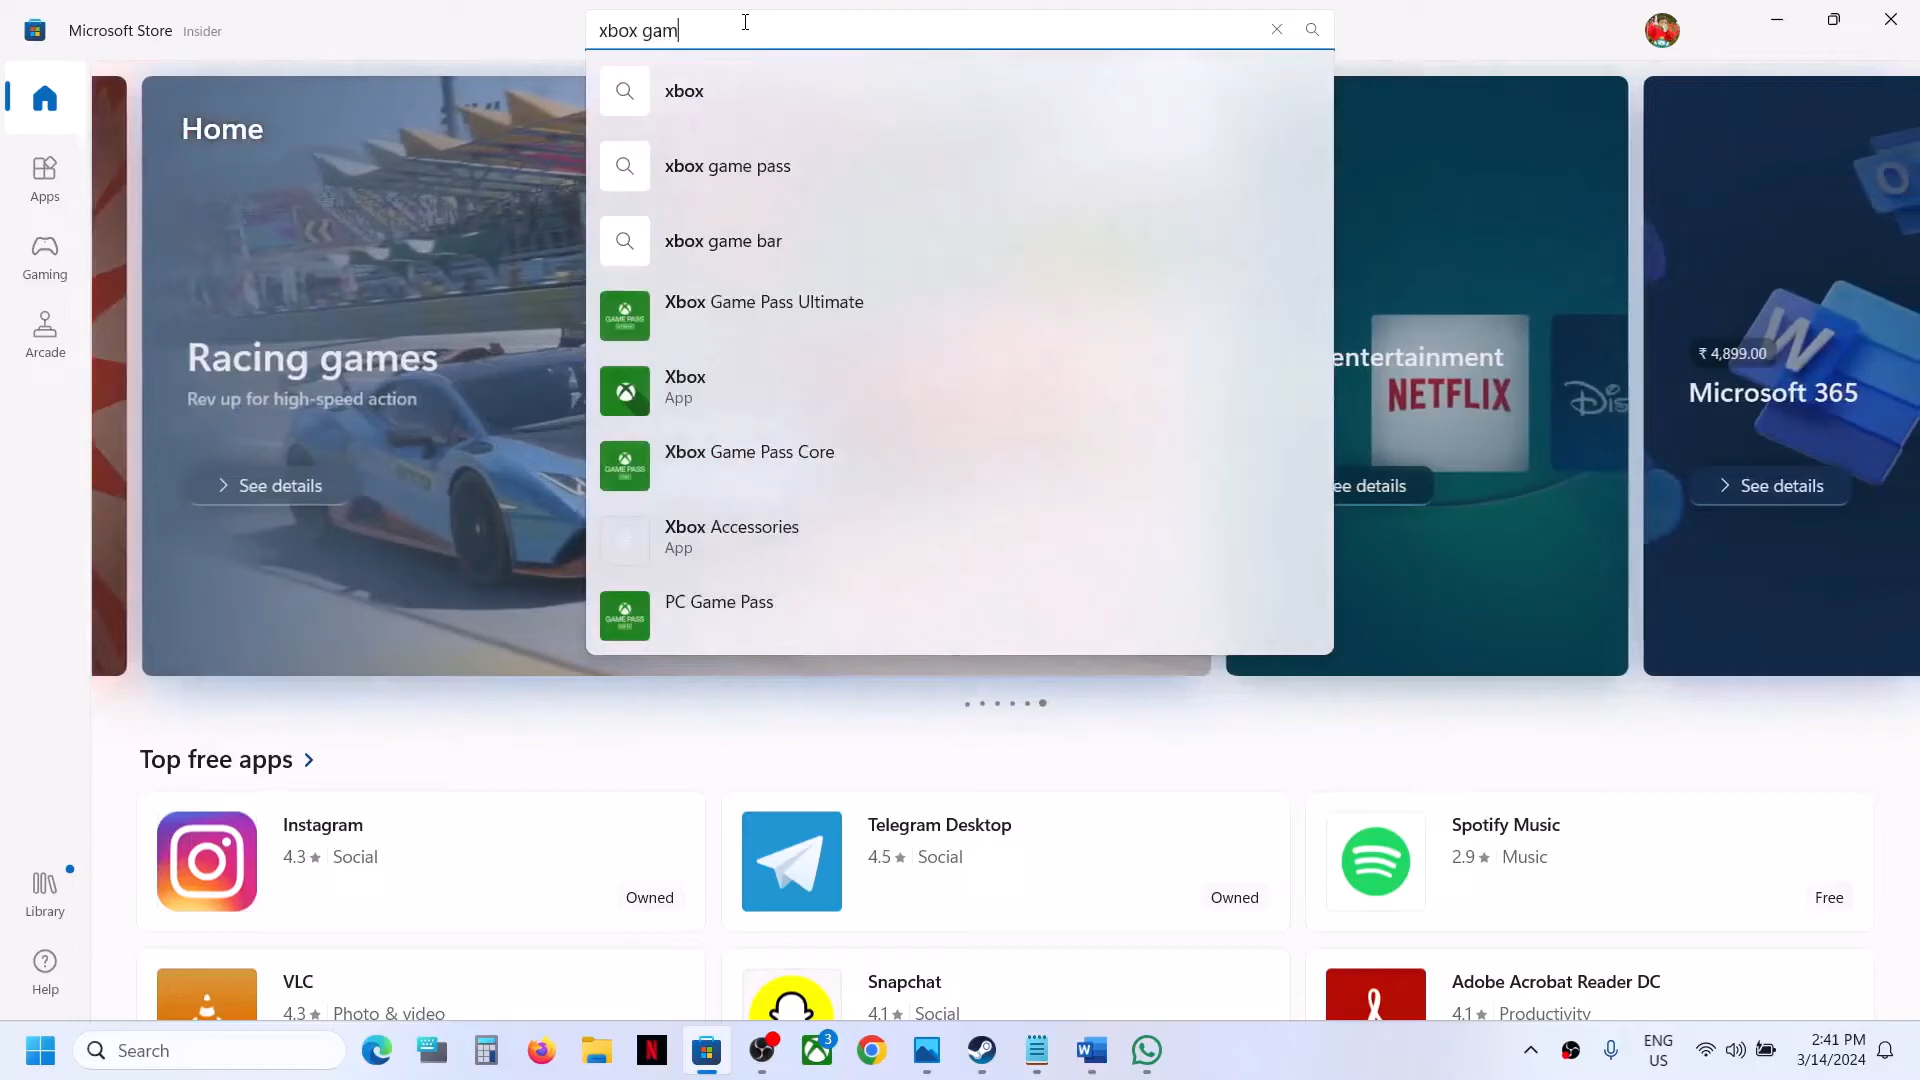 Microsoft Store Insider
xbox gam
xbox
xbox game pass
xbox game bar
Xbox Game Pass Ultimate
Xbox
App
Xbox Game Pass Core
Xbox Accessories
App
PC Game Pass
Home
Apps
Gaming
Arcade
Library
Help
Racing games
Rev up for high-speed action
See details
entertainment
NETFLIX
ee details
₹ 4,899.00
Microsoft 365
See details
Top free apps
Instagram
4.3 Social
Owned
Telegram Desktop
4.5 Social
Owned
Spotify Music
2.9 Music
Free
VLC
4.3 Photo & video
Snapchat
4.1 Social
Adobe Acrobat Reader DC
4.1 Productivity
Search
3
ENG
US
2:41 PM
3/14/2024